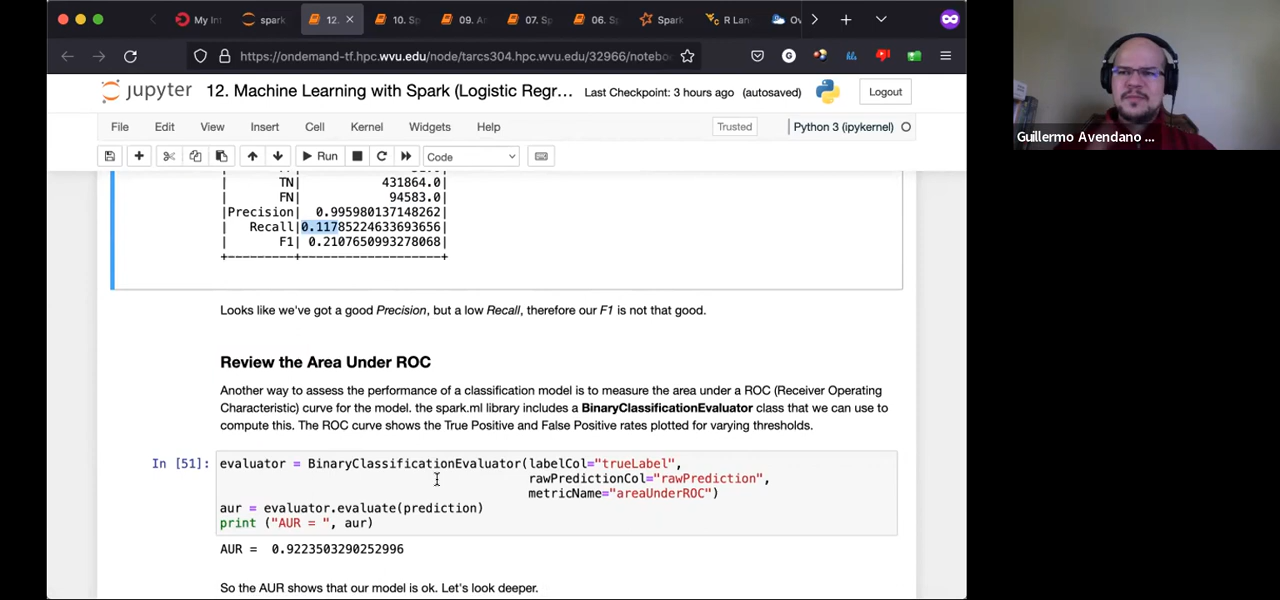 My In
spark
12.
10. Sp
09. A
07. Sp
06. S
Spark
R Lan
Ov
https://ondemand-tf.hpc.wvu.edu/node/tarcs304.hpc.wvu.edu/32966/notebo
G
jupyter 12. Machine Learning with Spark (Logistic Regr... Last Checkpoint: 3 hours ago (autosaved) Logout
File Edit View Insert Cell Kernel Widgets Help Trusted Python 3 (ipykernel)
Run Code
| TN| 431864.0|
| FN| 94583.0|
|Precision| 0.995980137148262|
| Recall|0.11785224633693656|
| F1| 0.2107650993278068|
+---------+-------------------+
Looks like we've got a good Precision, but a low Recall, therefore our F1 is not that good.
Review the Area Under ROC
Another way to assess the performance of a classification model is to measure the area under a ROC (Receiver Operating
Characteristic) curve for the model. the spark.ml library includes a BinaryClassificationEvaluator class that we can use to
compute this. The ROC curve shows the True Positive and False Positive rates plotted for varying thresholds.
In [51]: evaluator = BinaryClassificationEvaluator(labelCol="trueLabel",
rawPredictionCol="rawPrediction",
metricName="areaUnderROC")
aur = evaluator.evaluate(prediction)
print ("AUR = ", aur)
AUR = 0.9223503290252996
So the AUR shows that our model is ok. Let's look deeper.
Guillermo Avendano ...